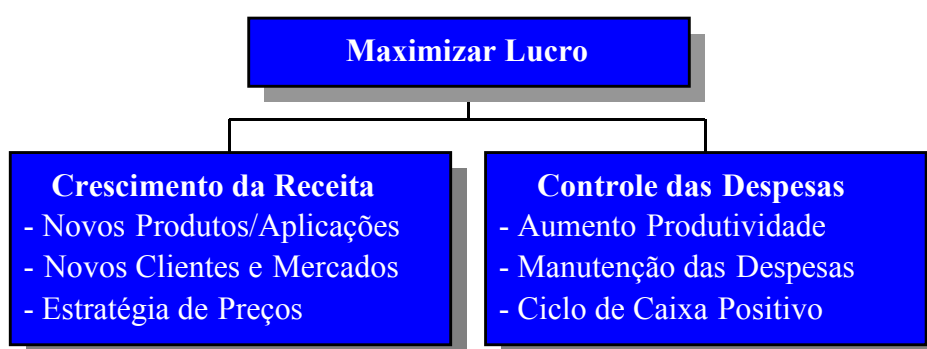 Maximizar Lucro
Crescimento da Receita
- Novos Produtos/Aplicações
- Novos Clientes e Mercados
- Estratégia de Preços
Controle das Despesas
- Aumento Produtividade
- Manutenção das Despesas
- Ciclo de Caixa Positivo